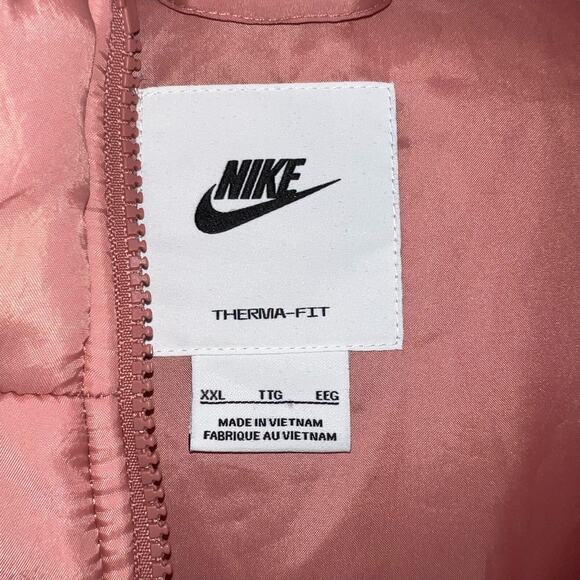 NIKE
THERMA-FIT
XXL TTG EEG
MADE IN VIETNAM
FABRIQUE AU VIETNAM